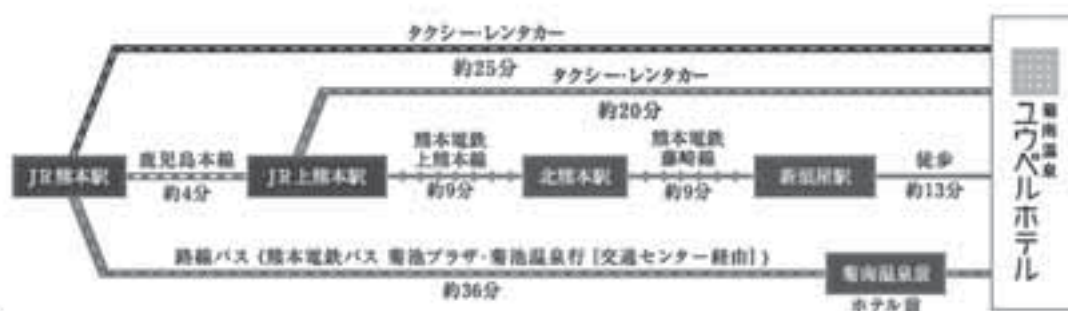 タクシー・レンタカー
約25分
タクシー・レンタカー
約20分
JR熊本駅
鹿児島本線
約4分
JR上熊本駅
熊本電鉄
上熊本線
約9分
北熊本駅
熊本電鉄
藤崎線
約9分
新須屋駅
徒歩
約13分
路線バス（熊本電鉄バス 菊池プラザ・菊池温泉行［交通センター経由］）
約36分
菊南温泉前
ホテル前
菊南温泉
ユウベルホテル